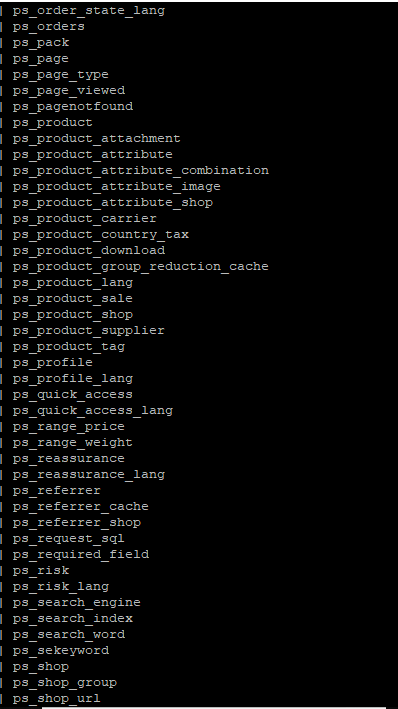 | ps_order_state_lang
| ps_orders
| ps_pack
| ps_page
| ps_page_type
| ps_page_viewed
| ps_pagenotfound
| ps_product
| ps_product_attachment
| ps_product_attribute
| ps_product_attribute_combination
| ps_product_attribute_image
| ps_product_attribute_shop
| ps_product_carrier
| ps_product_country_tax
| ps_product_download
| ps_product_group_reduction_cache
| ps_product_lang
| ps_product_sale
| ps_product_shop
| ps_product_supplier
| ps_product_tag
| ps_profile
| ps_profile_lang
| ps_quick_access
| ps_quick_access_lang
| ps_range_price
| ps_range_weight
| ps_reassurance
| ps_reassurance_lang
| ps_referrer
| ps_referrer_cache
| ps_referrer_shop
| ps_request_sql
| ps_required_field
| ps_risk
| ps_risk_lang
| ps_search_engine
| ps_search_index
| ps_search_word
| ps_sekeyword
| ps_shop
| ps_shop_group
| ps_shop_url